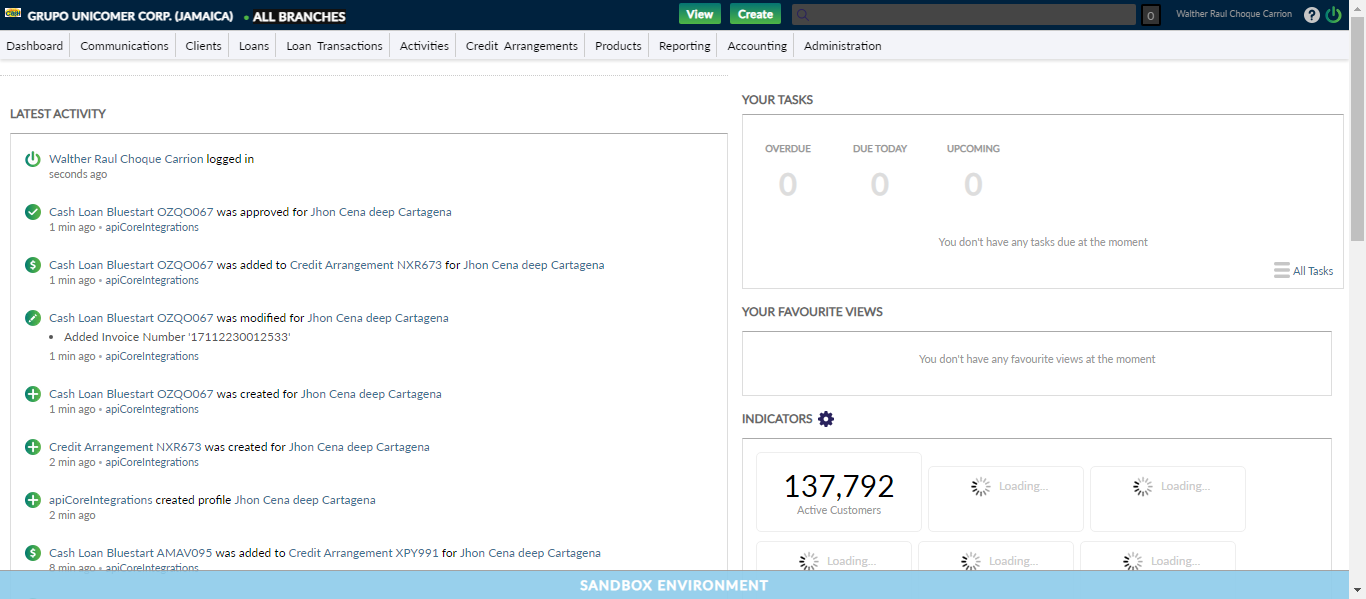 GRUPO UNICOMER CORP. (JAMAICA) • ALL BRANCHES
View
Create
0
Walther Raul Choque Carrion
?
Dashboard
Communications
Clients
Loans
Loan Transactions
Activities
Credit Arrangements
Products
Reporting
Accounting
Administration
LATEST ACTIVITY
Walther Raul Choque Carrion logged in
seconds ago
Cash Loan Bluestart OZQO067 was approved for Jhon Cena deep Cartagena
1 min ago • apiCoreIntegrations
Cash Loan Bluestart OZQO067 was added to Credit Arrangement NXR673 for Jhon Cena deep Cartagena
1 min ago • apiCoreIntegrations
Cash Loan Bluestart OZQO067 was modified for Jhon Cena deep Cartagena
• Added Invoice Number '17112230012533'
1 min ago • apiCoreIntegrations
Cash Loan Bluestart OZQO067 was created for Jhon Cena deep Cartagena
1 min ago • apiCoreIntegrations
Credit Arrangement NXR673 was created for Jhon Cena deep Cartagena
2 min ago • apiCoreIntegrations
apiCoreIntegrations created profile Jhon Cena deep Cartagena
2 min ago
Cash Loan Bluestart AMAV095 was added to Credit Arrangement XPY991 for Jhon Cena deep Cartagena
8 min ago • apiCoreIntegrations
YOUR TASKS
OVERDUE
DUE TODAY
UPCOMING
0
0
0
You don't have any tasks due at the moment
All Tasks
YOUR FAVOURITE VIEWS
You don't have any favourite views at the moment
INDICATORS
137,792
Active Customers
Loading...
Loading...
Loading...
Loading...
Loading...
SANDBOX ENVIRONMENT